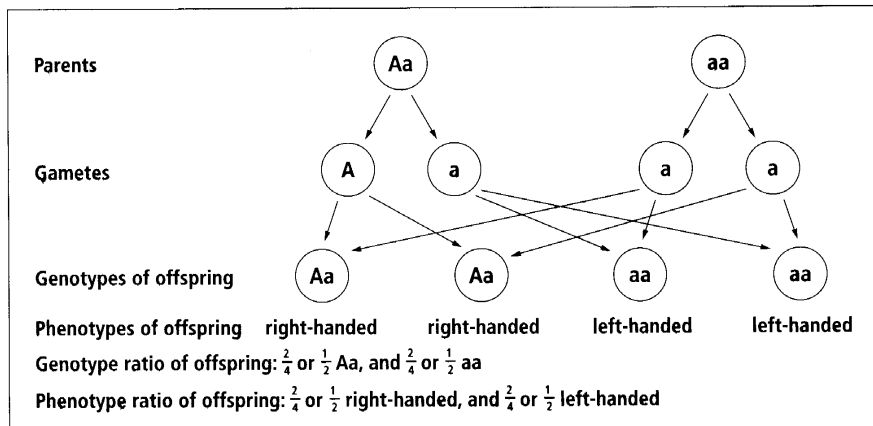 Parents Aa aa
Gametes A a a a
Genotypes of offspring Aa Aa aa aa
Phenotypes of offspring right-handed right-handed left-handed left-handed
Genotype ratio of offspring: 2/4 or 1/2 Aa, and 2/4 or 1/2 aa
Phenotype ratio of offspring: 2/4 or 1/2 right-handed, and 2/4 or 1/2 left-handed